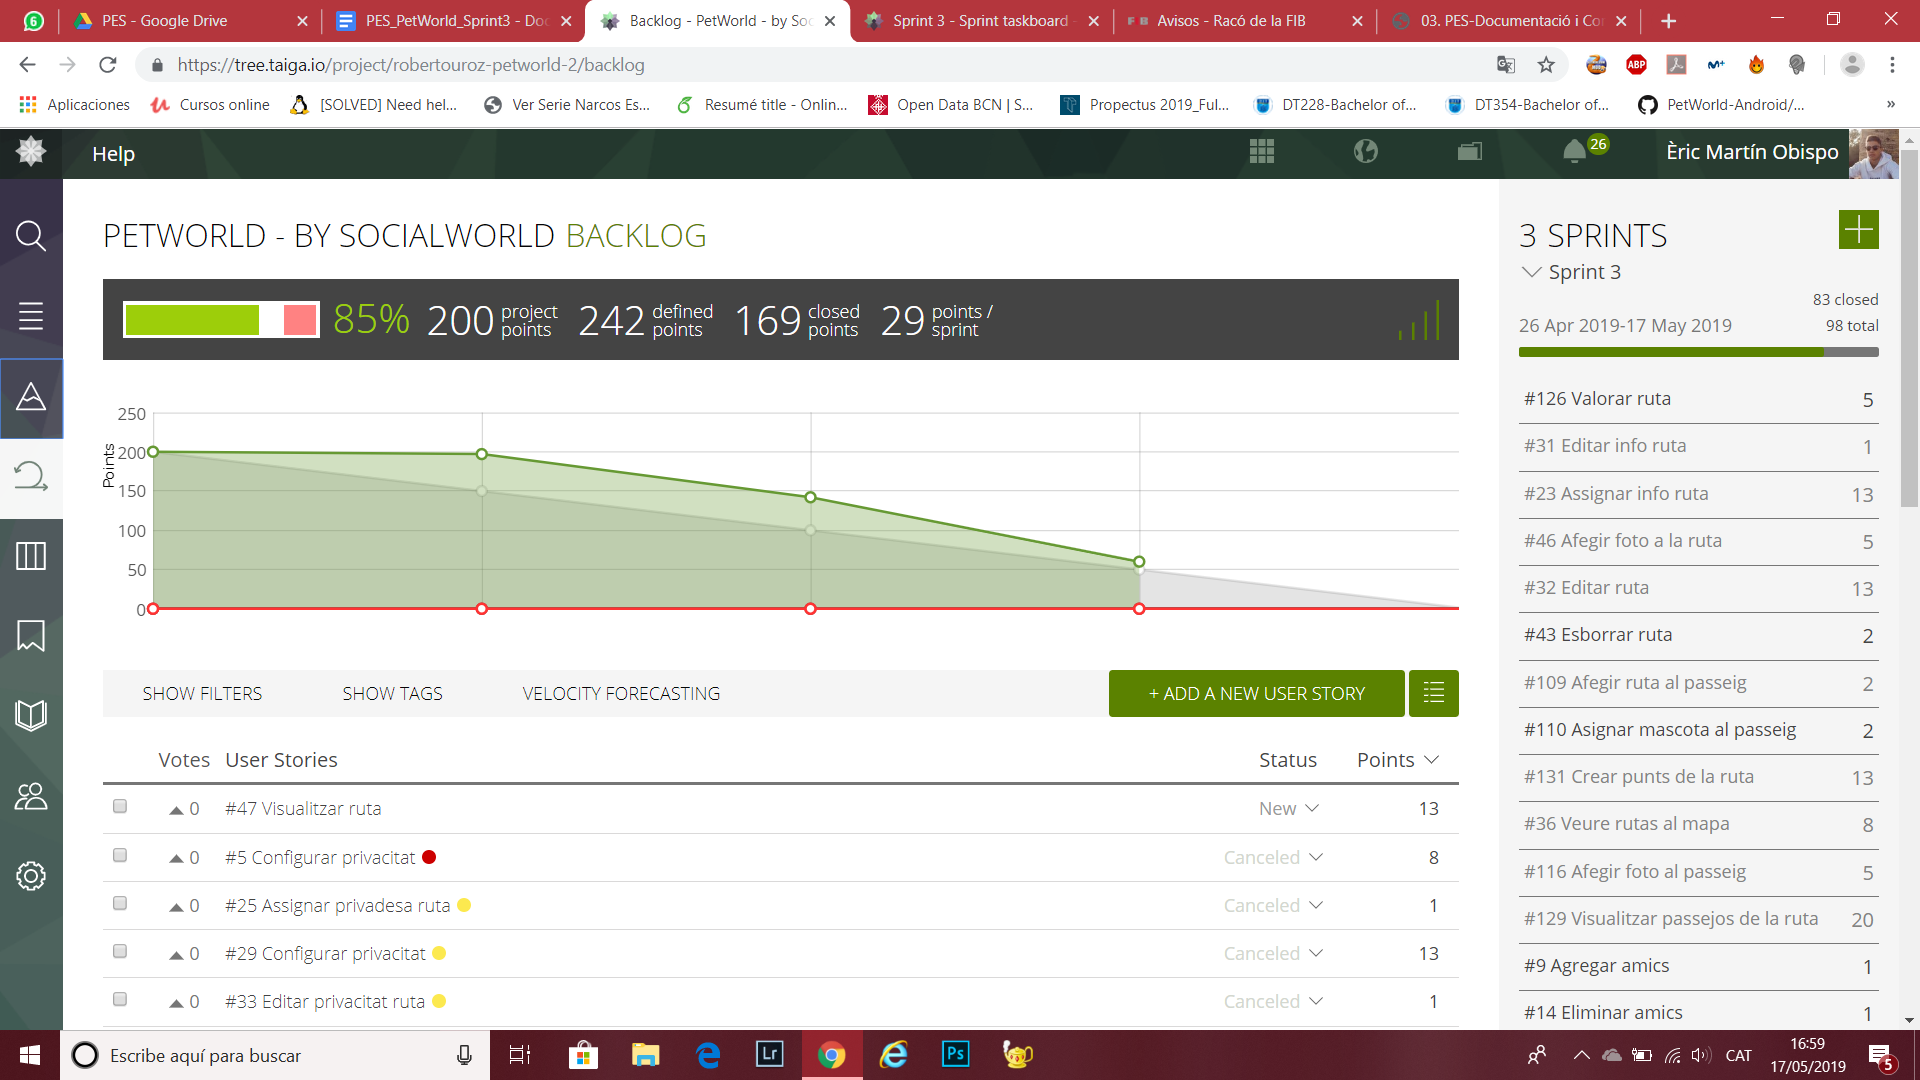 6
PES - Google Drive
PES_PetWorld_Sprint3 - Do
Backlog - PetWorld - by So
Sprint 3 - Sprint taskboard
Avisos - Racó de la FIB
03. PES-Documentació i Co
https://tree.taiga.io/project/robertouroz-petworld-2/backlog
ABP
Aplicaciones
Cursos online
[SOLVED] Need hel...
Ver Serie Narcos Es...
Resumé title - Onlin...
Open Data BCN | S...
Propectus 2019_Ful...
DT228-Bachelor of...
DT354-Bachelor of...
PetWorld-Android/...
»
Help
26
Èric Martín Obispo
PETWORLD - BY SOCIALWORLD BACKLOG
85%
200 project points
242 defined points
169 closed points
29 points / sprint
250
200
150
100
50
0
Points
SHOW FILTERS
SHOW TAGS
VELOCITY FORECASTING
+ ADD A NEW USER STORY
Votes User Stories Status Points
0 #47 Visualitzar ruta New 13
0 #5 Configurar privacitat Canceled 8
0 #25 Assignar privadesa ruta Canceled 1
0 #29 Configurar privacitat Canceled 13
0 #33 Editar privacitat ruta Canceled 1
3 SPRINTS
Sprint 3
83 closed
26 Apr 2019-17 May 2019
98 total
#126 Valorar ruta 5
#31 Editar info ruta 1
#23 Assignar info ruta 13
#46 Afegir foto a la ruta 5
#32 Editar ruta 13
#43 Esborrar ruta 2
#109 Afegir ruta al passeig 2
#110 Asignar mascota al passeig 2
#131 Crear punts de la ruta 13
#36 Veure rutas al mapa 8
#116 Afegir foto al passeig 5
#129 Visualitzar passejos de la ruta 20
#9 Agregar amics 1
#14 Eliminar amics 1
Escribe aquí para buscar
Lr
Ps
CAT
16:59
17/05/2019
5